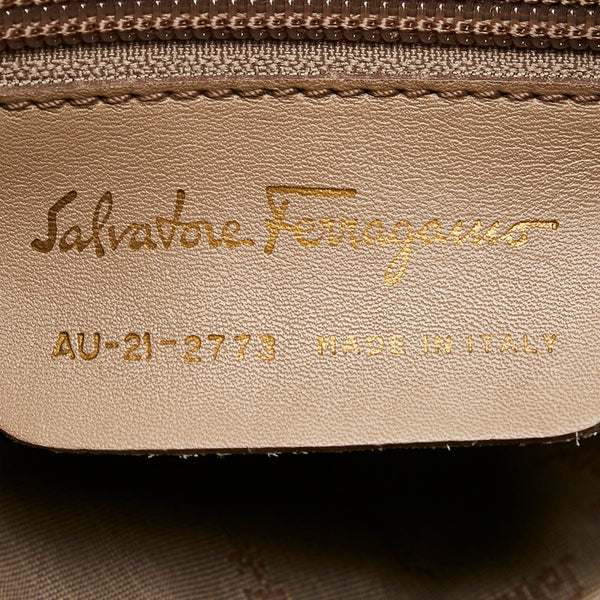 Salvatore Ferragamo
AU-21-2773 MADE IN ITALY